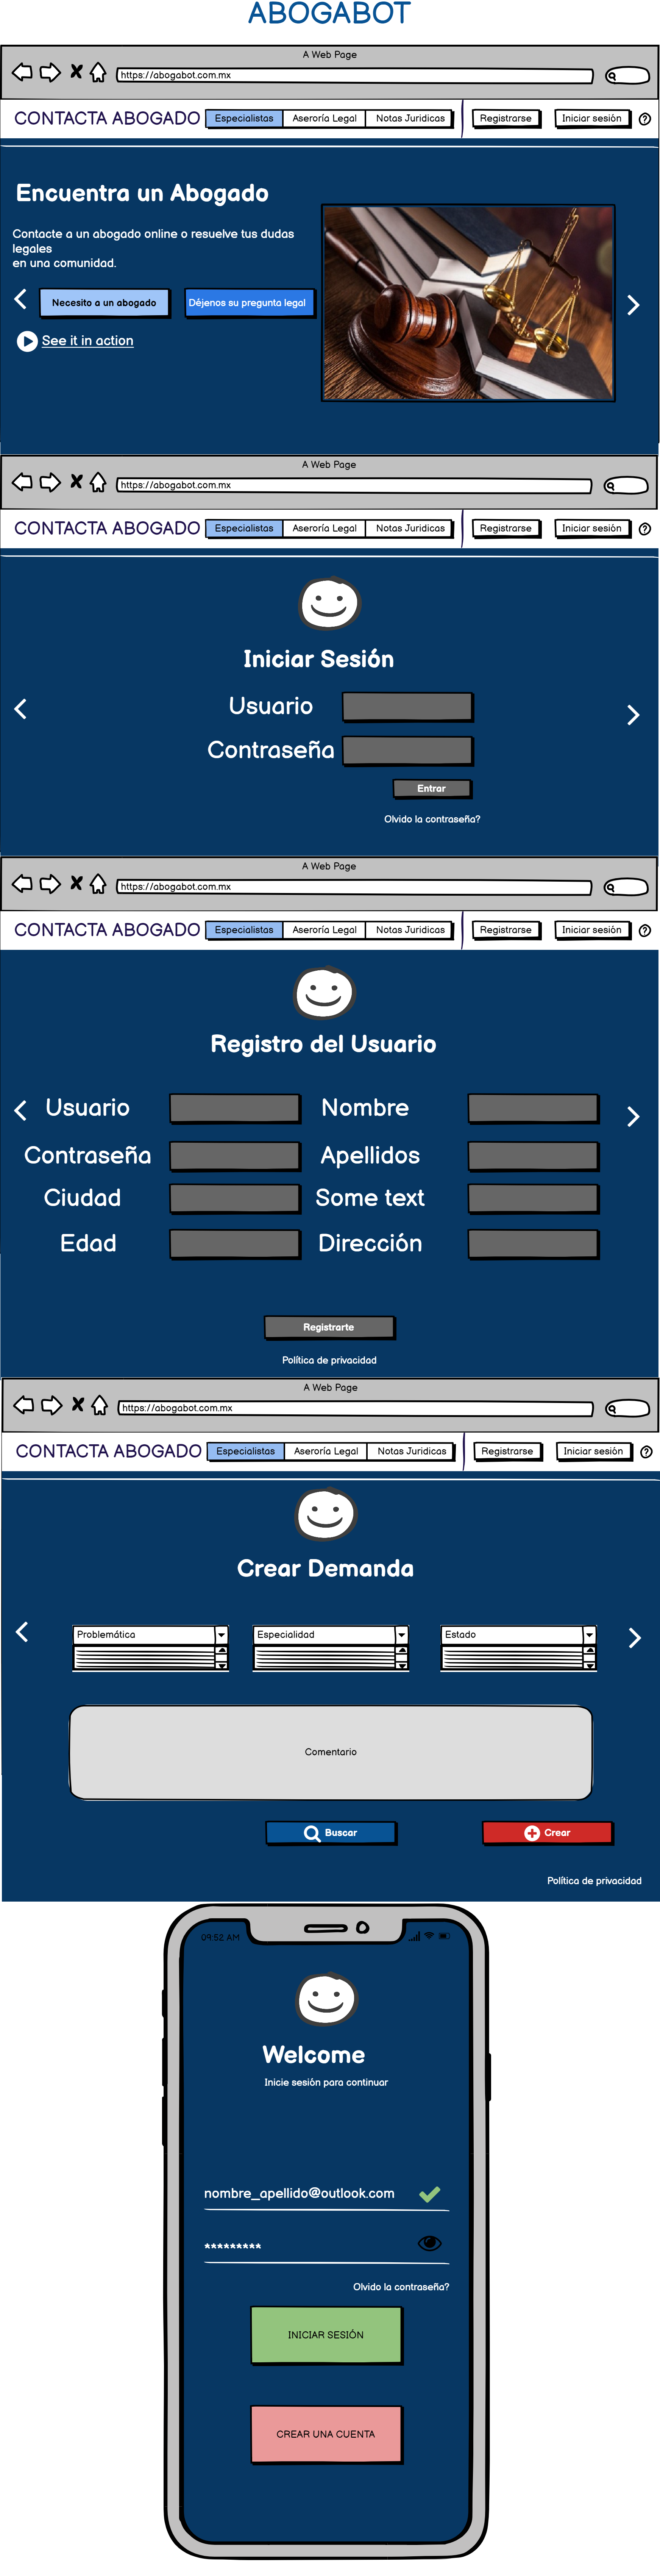 ABOGABOT
A Web Page
https://abogabot.com.mx
CONTACTA ABOGADO Especialistas Aseroría Legal Notas Juridicas Registrarse Iniciar sesión ?
Encuentra un Abogado
Contacte a un abogado online o resuelve tus dudas
legales
en una comunidad.
Necesito a un abogado Déjenos su pregunta legal
See it in action
A Web Page
https://abogabot.com.mx
CONTACTA ABOGADO Especialistas Aseroría Legal Notas Juridicas Registrarse Iniciar sesión ?
Iniciar Sesión
Usuario
Contraseña
Entrar
Olvido la contraseña?
A Web Page
https://abogabot.com.mx
CONTACTA ABOGADO Especialistas Aseroría Legal Notas Juridicas Registrarse Iniciar sesión ?
Registro del Usuario
Usuario Nombre
Contraseña Apellidos
Ciudad Some text
Edad Dirección
Registrarte
Política de privacidad
A Web Page
https://abogabot.com.mx
CONTACTA ABOGADO Especialistas Aseroría Legal Notas Juridicas Registrarse Iniciar sesión ?
Crear Demanda
Problemática Especialidad Estado
Comentario
Buscar Crear
Política de privacidad
09:52 AM
Welcome
Inicie sesión para continuar
nombre_apellido@outlook.com
*********
Olvido la contraseña?
INICIAR SESIÓN
CREAR UNA CUENTA